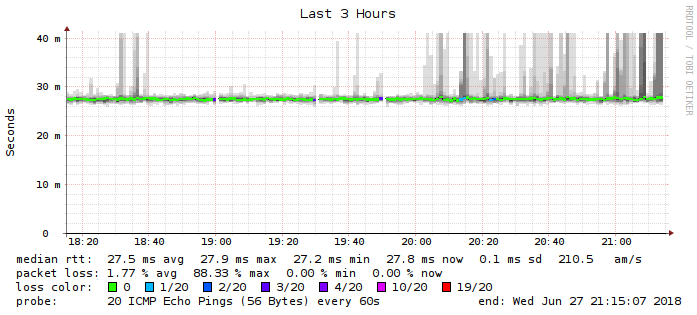 Last 3 Hours
RRDTOOL / TOBI OETIKER
Seconds
40 m
30 m
20 m
10 m
0
18:20 18:40 19:00 19:20 19:40 20:00 20:20 20:40 21:00
median rtt: 27.5 ms avg 27.9 ms max 27.2 ms min 27.8 ms now 0.1 ms sd 210.5 am/s
packet loss: 1.77 % avg 88.33 % max 0.00 % min 0.00 % now
loss color: 0 1/20 2/20 3/20 4/20 10/20 19/20
probe: 20 ICMP Echo Pings (56 Bytes) every 60s end: Wed Jun 27 21:15:07 2018